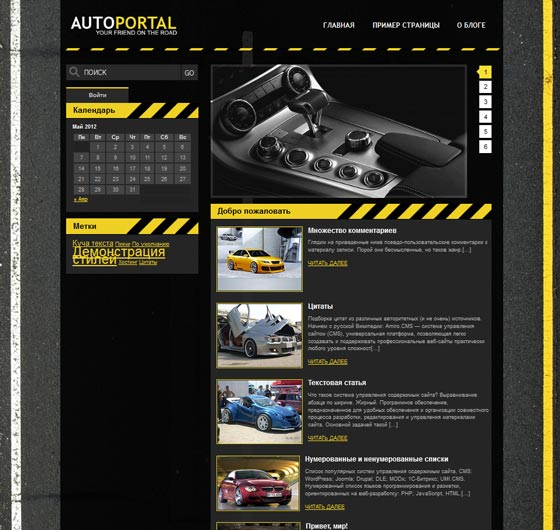 AUTOPORTAL
YOUR FRIEND ON THE ROAD
ГЛАВНАЯ ПРИМЕР СТРАНИЦЫ О БЛОГЕ
ПОИСК GO
Войти
Календарь
Май 2012
Пн Вт Ср Чт Пт Сб Вс
1 2 3 4 5 6
7 8 9 10 11 12 13
14 15 16 17 18 19 20
21 22 23 24 25 26 27
28 29 30 31
« Апр
Метки
Куча текста Пинги По умолчанию
Демонстрация
стилей Хостинг Цитаты
1
2
3
4
5
6
Добро пожаловать
Множество комментариев
Глядим на приведенные ниже псевдо-пользовательские комментарии к
материалу записи. Порой они бессмысленные, но таков жанр.[...]
ЧИТАТЬ ДАЛЕЕ
Цитаты
Подборка цитат из различных авторитетных (и не очень) источников.
Начнем с русской Википедии: Amiro.CMS — система управления
сайтом (CMS), универсальная платформа, позволяющая легко
создавать и поддерживать профессиональные веб-сайты практически
любого уровня сложност[...]
ЧИТАТЬ ДАЛЕЕ
Текстовая статья
Что такое система управления содержимым сайта? Выравнивание
абзаца по ширине. Жирный. Программное обеспечение,
предназначенное для удобных обеспечения и организации совместного
процесса разработки, редактирования и управления материалами
сайта. Основной задачей такой [...]
ЧИТАТЬ ДАЛЕЕ
Нумерованные и ненумерованные списки
Список популярных систем управления содержимым сайта, CMS:
WordPress; Joomla; Drupal; DLE; MODx; 1С-Битрикс; UMI.CMS.
Нумерованный список языков программирования и разметки,
ориентированных на веб-разработку: PHP; JavaScript; HTML [...]
ЧИТАТЬ ДАЛЕЕ
Привет, мир!